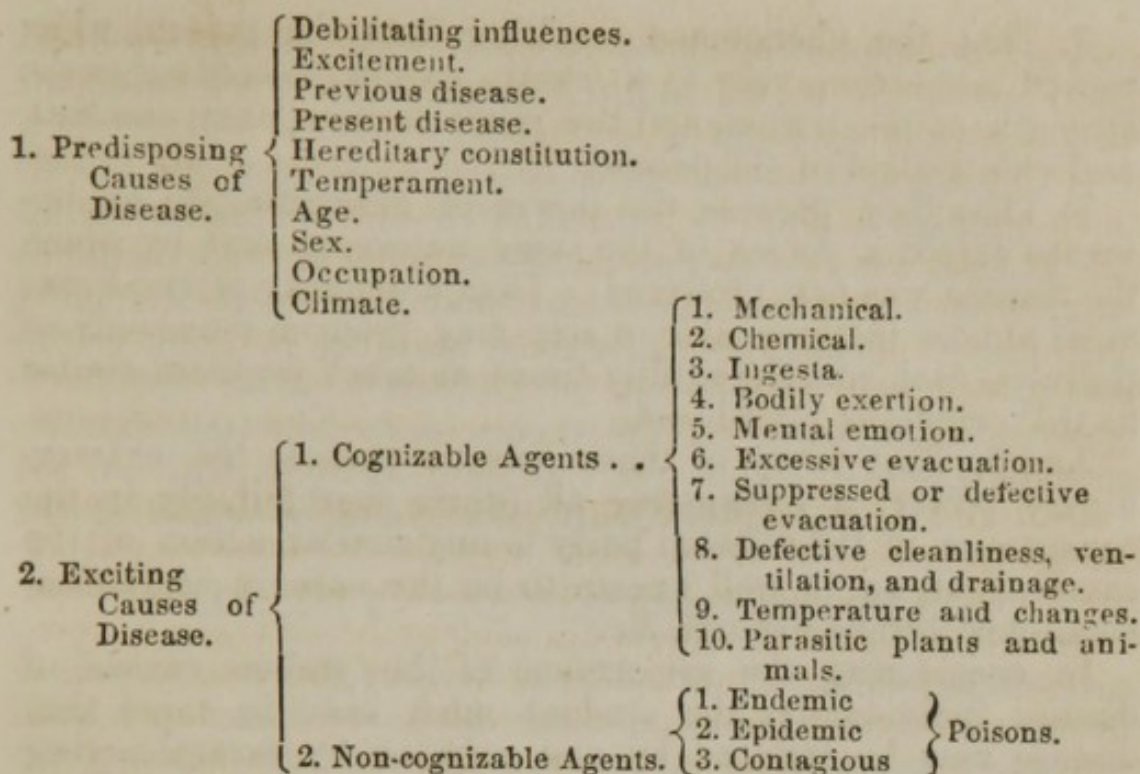 Debilitating influences.
Excitement.
Previous disease.
Present disease.
1. Predisposing Causes of Disease.
Hereditary constitution.
Temperament.
Age.
Sex.
Occupation.
Climate.
2. Exciting Causes of Disease.
1. Cognizable Agents . .
1. Mechanical.
2. Chemical.
3. Ingesta.
4. Bodily exertion.
5. Mental emotion.
6. Excessive evacuation.
7. Suppressed or defective
evacuation.
8. Defective cleanliness, ven-
tilation, and drainage.
9. Temperature and changes.
10. Parasitic plants and ani-
mals.
2. Non-cognizable Agents.
1. Endemic
2. Epidemic
3. Contagious
Poisons.